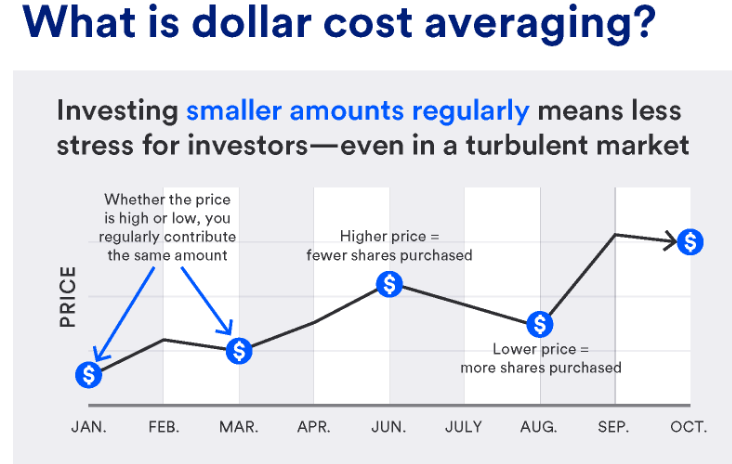 What is dollar cost averaging?
Investing smaller amounts regularly means less
stress for investors—even in a turbulent market
Whether the price
is high or low, you
regularly contribute
the same amount
Higher price =
fewer shares purchased
Lower price =
more shares purchased
PRICE
$
$
$
$
$
JAN.
FEB.
MAR.
APR.
JUN.
JULY
AUG.
SEP.
OCT.